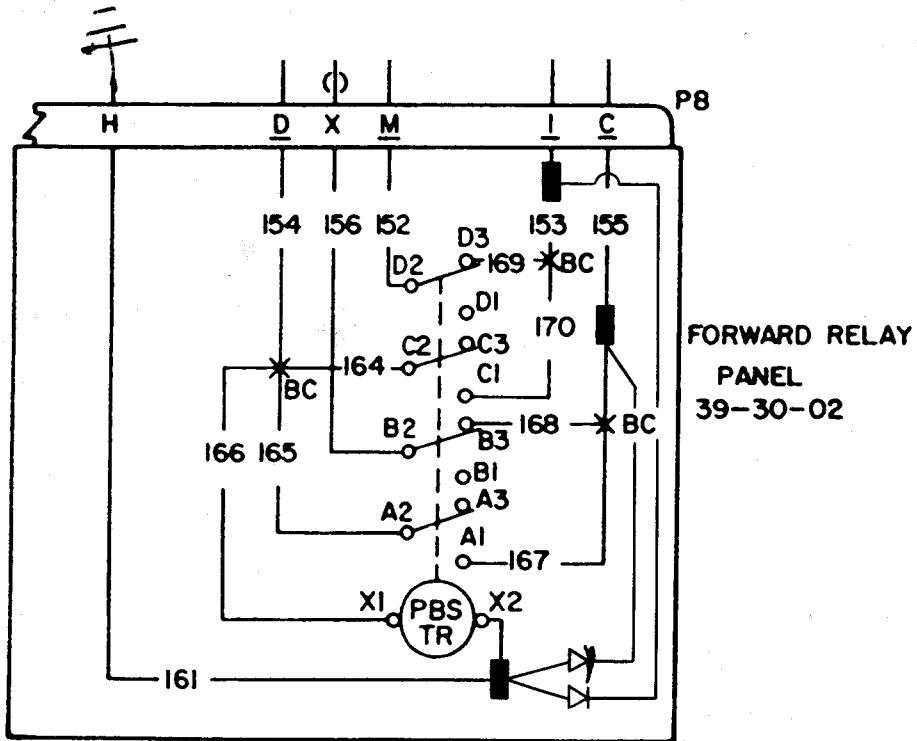 P8
H D X M I C
154 156 152 153 155
D3
D2 169 BC
D1
170
C2 C3
164
BC
C1
FORWARD RELAY
PANEL
39-30-02
B2 B3 168 BC
166 165
B1
A2 A3
A1
167
X1 PBS X2
TR
161